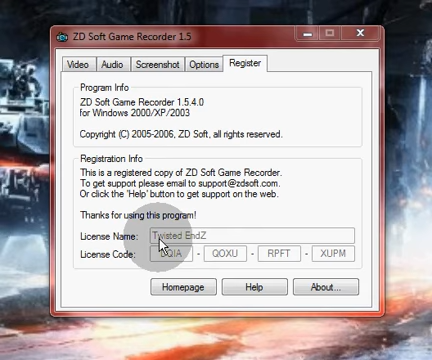 ZD Soft Game Recorder 1.5
Video Audio Screenshot Options Register
Program Info
ZD Soft Game Recorder 1.5.4.0
for Windows 2000/XP/2003
Copyright (C) 2005-2006, ZD Soft, all rights reserved.
Registration Info
This is a registered copy of ZD Soft Game Recorder.
To get support please email to support@zdsoft.com.
Or click the 'Help' button to get support on the web.
Thanks for using this program!
License Name: Twisted EndZ
License Code: - QOXU - RPFT - XUPM
Homepage Help About...